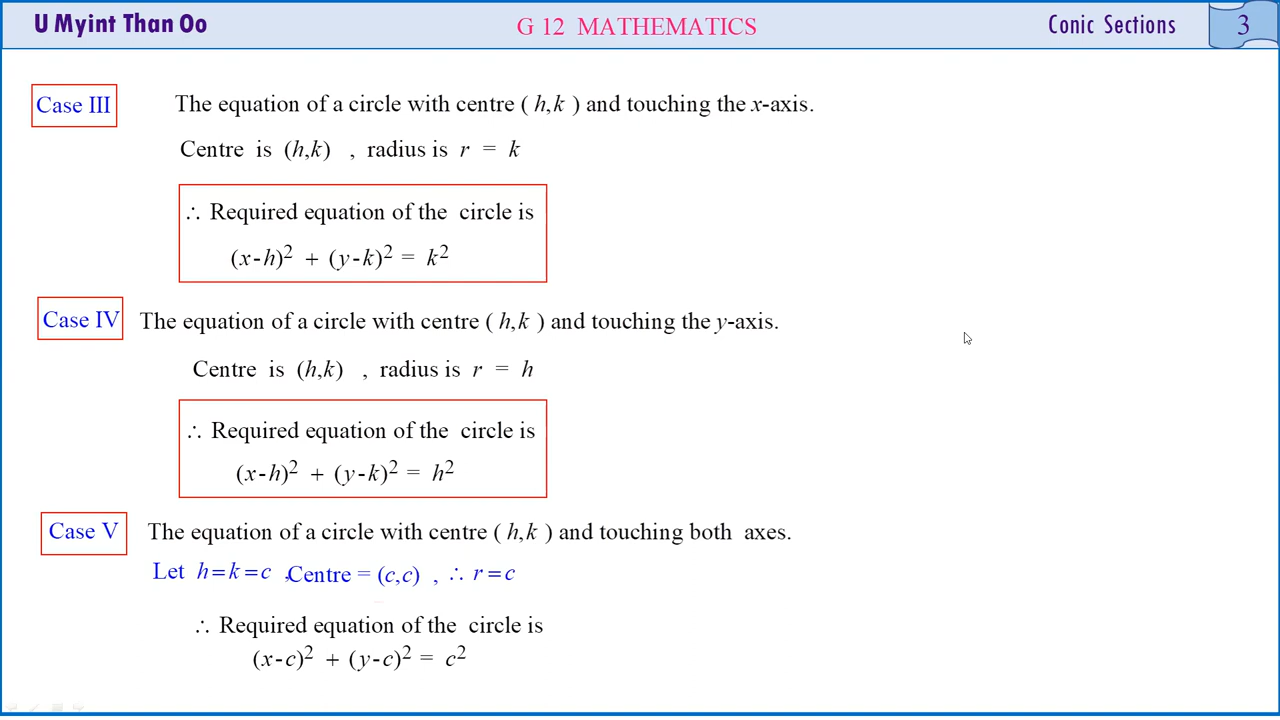 U Myint Than Oo
G 12 MATHEMATICS
Conic Sections
3
Case III
The equation of a circle with centre ( h,k ) and touching the x-axis.
Centre is (h,k) , radius is r = k
∴ Required equation of the circle is
(x-h)² + (y-k)² = k²
Case IV
The equation of a circle with centre ( h,k ) and touching the y-axis.
Centre is (h,k) , radius is r = h
∴ Required equation of the circle is
(x-h)² + (y-k)² = h²
Case V
The equation of a circle with centre ( h,k ) and touching both axes.
Let h=k=c ,Centre = (c,c) , ∴ r=c
∴ Required equation of the circle is
(x-c)² + (y-c)² = c²